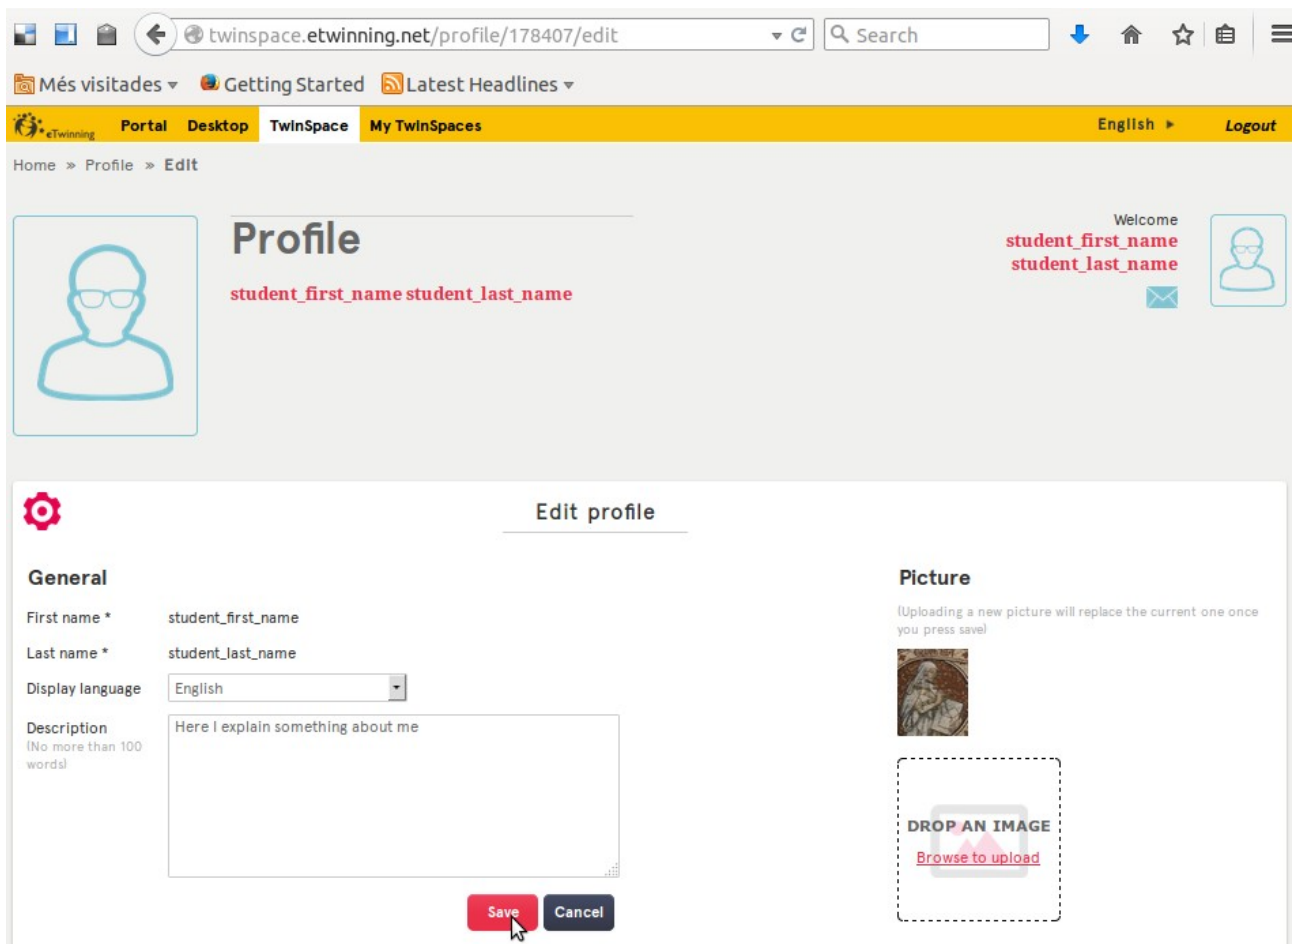 twinspace.etwinning.net/profile/178407/edit
Search
Més visitades
Getting Started
Latest Headlines
eTwinning
Portal
Desktop
TwinSpace
My TwinSpaces
English
Logout
Home » Profile » Edit
Profile
student_first_name student_last_name
Welcome
student_first_name
student_last_name
Edit profile
General
First name *
student_first_name
Last name *
student_last_name
Display language
English
Description
(No more than 100
words)
Here I explain something about me
Save
Cancel
Picture
(Uploading a new picture will replace the current one once
you press save)
DROP AN IMAGE
Browse to upload